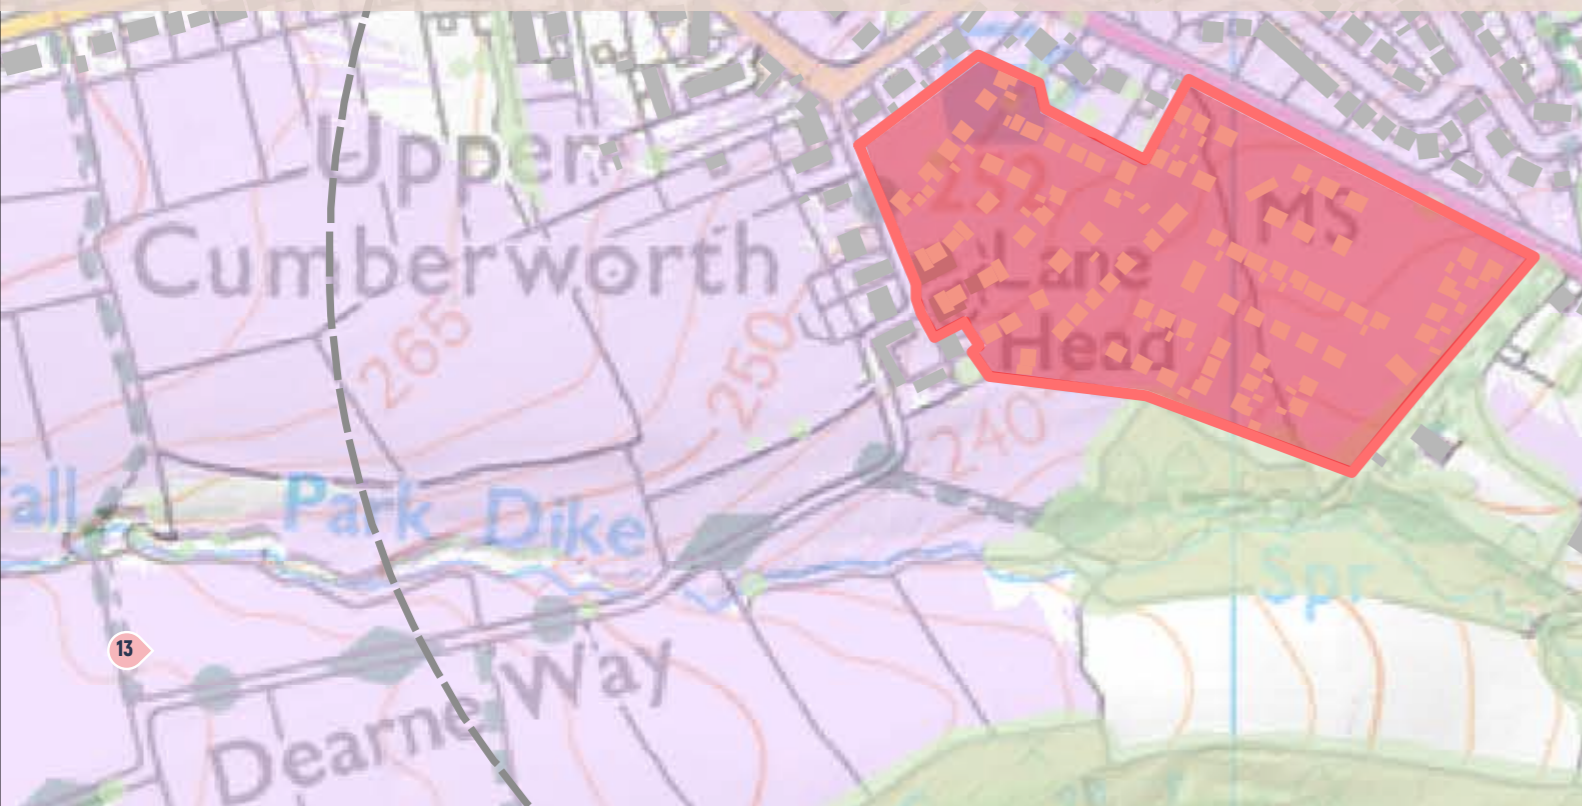 Upper
Cumberworth
252
MS
Lane
Head
265
250
240
Park Dike
Spr
13
Dearne Way